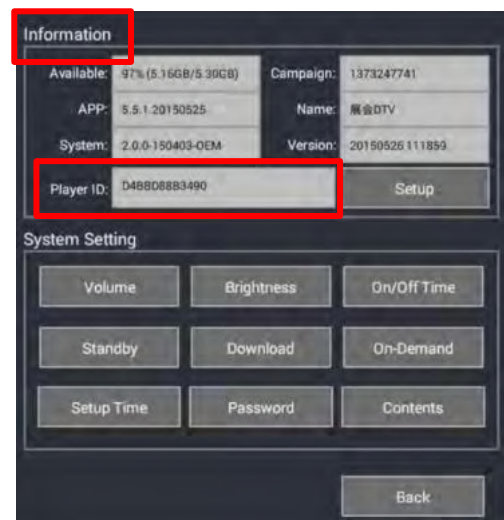 Information
Available: 97% (5.16GB/5.30GB) Campaign: 1373247741
APP: 5.5.1.20150525 Name: 展会DTV
System: 2.0.0-150403-OEM Version: 20150526111859
Player ID: D4BBD88B3490 Setup
System Setting
Volume Brightness On/Off Time
Standby Download On-Demand
Setup Time Password Contents
Back